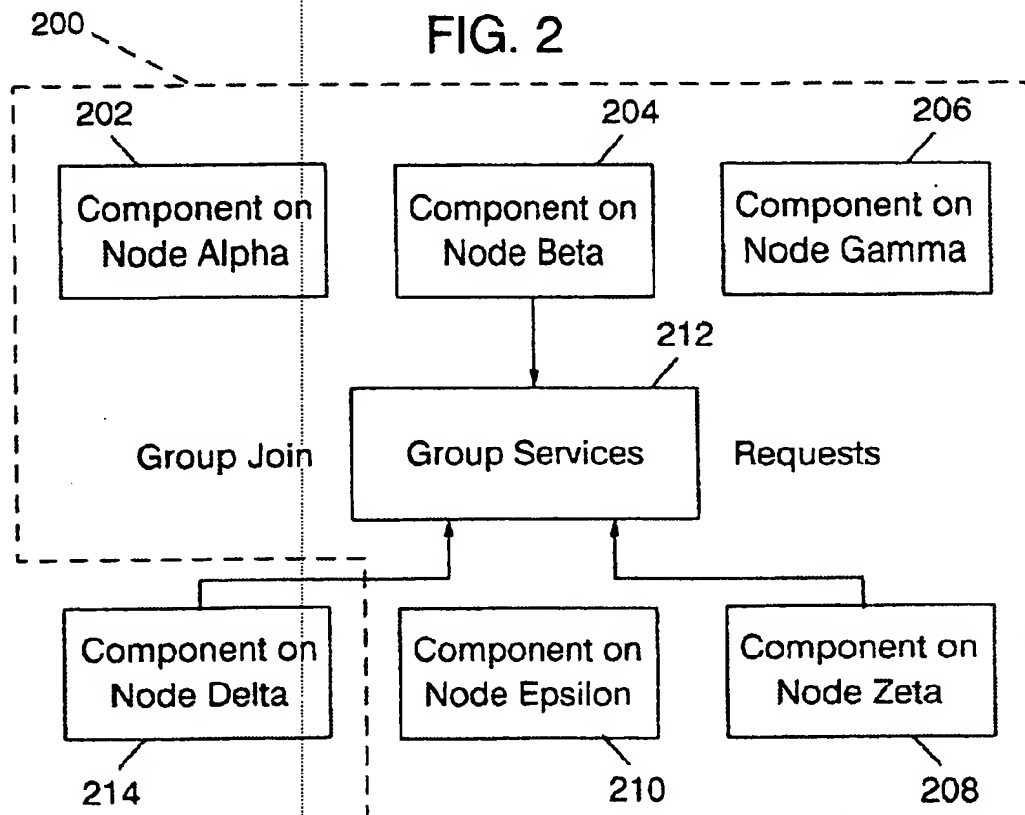 FIG. 2
200
202
204
206
Component on
Node Alpha
Component on
Node Beta
Component on
Node Gamma
212
Group Join
Group Services
Requests
Component on
Node Delta
Component on
Node Epsilon
Component on
Node Zeta
214
210
208